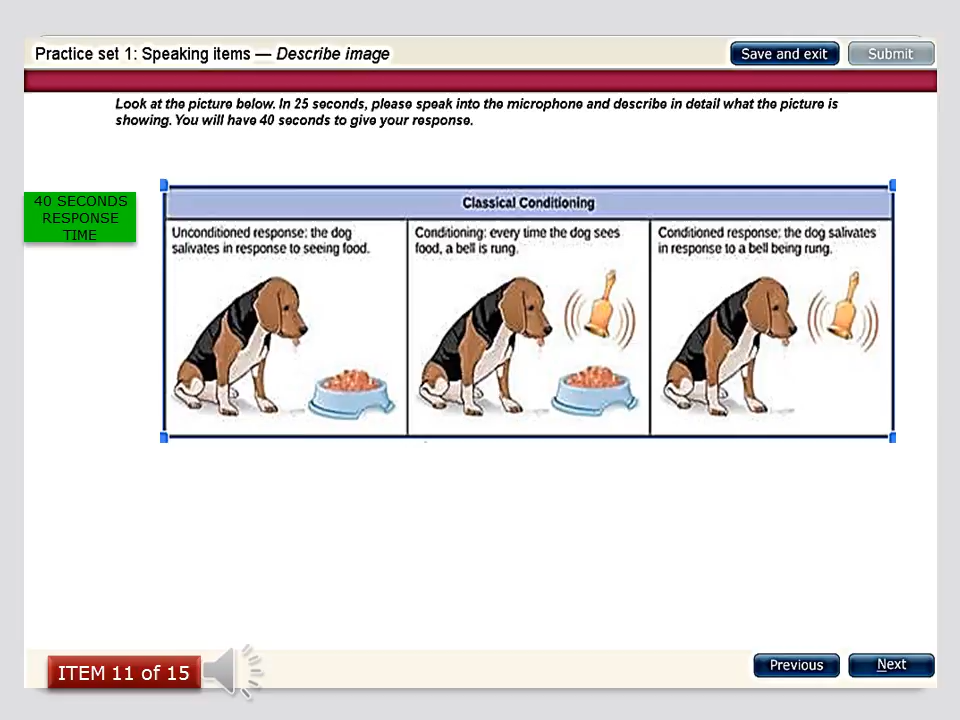 Practice set 1: Speaking items — Describe image
Save and exit
Submit
Look at the picture below. In 25 seconds, please speak into the microphone and describe in detail what the picture is
showing. You will have 40 seconds to give your response.
40 SECONDS
RESPONSE
TIME
Classical Conditioning
Unconditioned response: the dog
salivates in response to seeing food.
Conditioning: every time the dog sees
food, a bell is rung.
Conditioned response: the dog salivates
in response to a bell being rung.
ITEM 11 of 15
Previous
Next